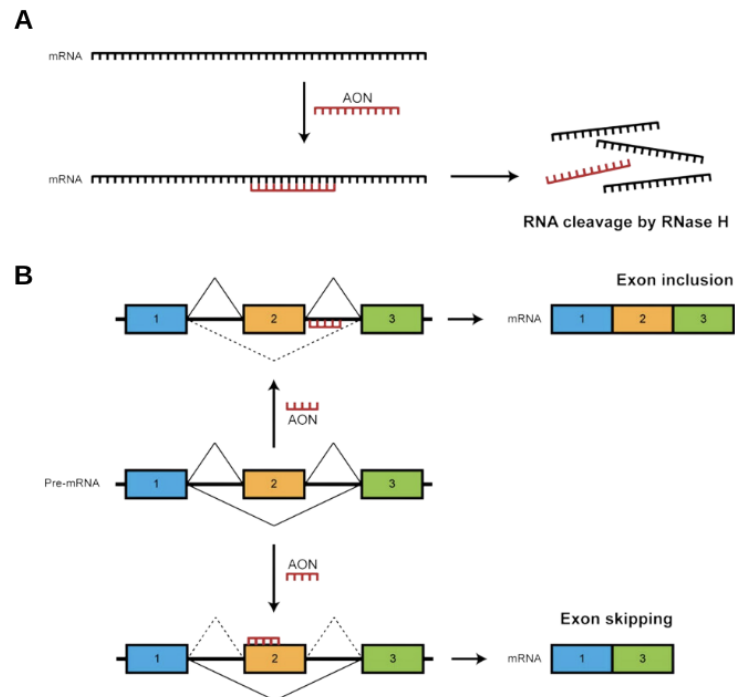 A
mRNA
AON
mRNA
RNA cleavage by RNase H
B
Exon inclusion
1 2 3
mRNA 1 2 3
AON
Pre-mRNA 1 2 3
AON
Exon skipping
1 2 3
mRNA 1 3